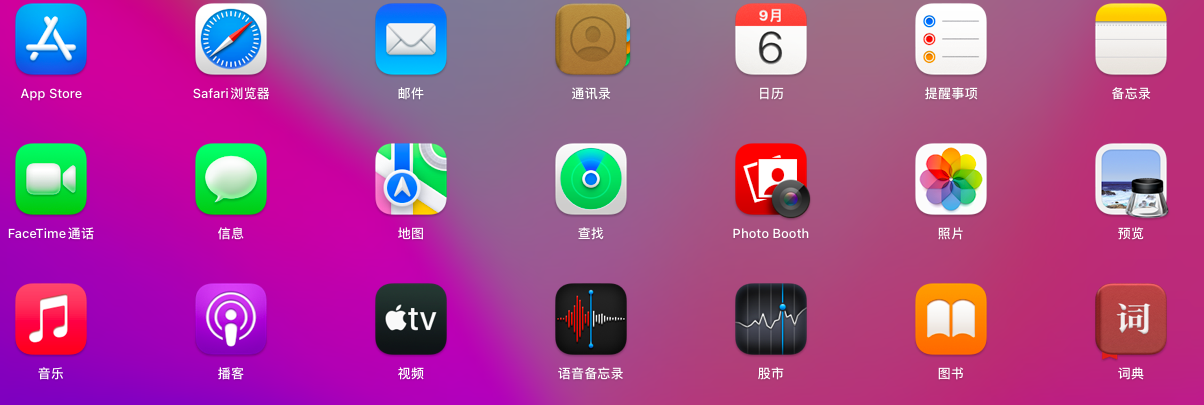 9月
6
App Store
Safari浏览器
邮件
通讯录
日历
提醒事项
备忘录
FaceTime通话
信息
地图
查找
Photo Booth
照片
预览
tv
词
音乐
播客
视频
语音备忘录
股市
图书
词典